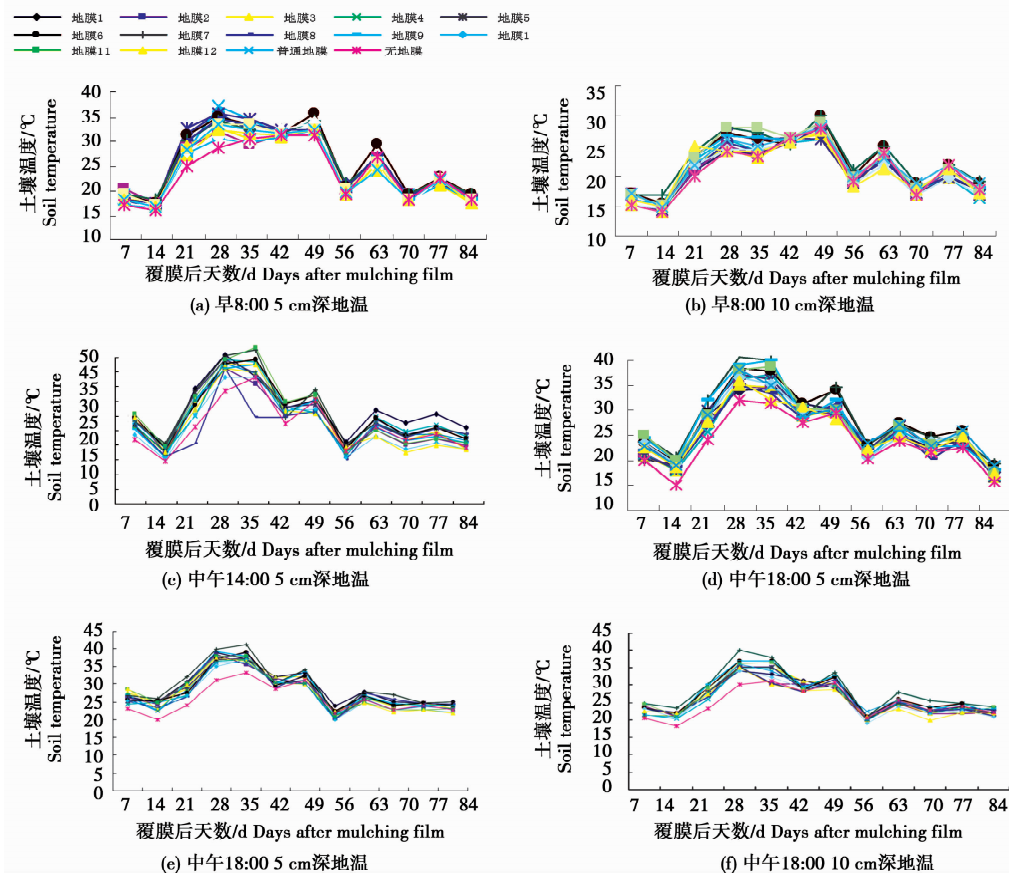 地膜1 地膜2 地膜3 地膜4 地膜5
地膜6 地膜7 地膜8 地膜9 地膜1
地膜11 地膜12 普通地膜 无地膜
土壤温度/℃
Soil temperature
40
35
30
25
20
15
10
7 14 21 28 35 42 49 56 63 70 77 84
覆膜后天数/d Days after mulching film
(a) 早8:00 5 cm深地温
土壤温度/℃
Soil temperature
30
25
20
15
10
7 14 21 28 35 42 49 56 63 70 77 84
覆膜后天数/d Days after mulching film
(b) 早8:00 10 cm深地温
土壤温度/℃
Soil temperature
50
45
35
30
25
20
15
10
5
0
7 14 21 28 35 42 49 56 63 70 77 84
覆膜后天数/d Days after mulching film
(c) 中午14:00 5 cm深地温
土壤温度/℃
Soil temperature
40
35
30
25
20
15
10
7 14 21 28 35 42 49 56 63 70 77 84
覆膜后天数/d Days after mulching film
(d) 中午18:00 5 cm深地温
土壤温度/℃
Soil temperature
45
40
35
30
25
20
15
10
5
0
7 14 21 28 35 42 49 56 63 70 77 84
覆膜后天数/d Days after mulching film
(e) 中午18:00 5 cm深地温
土壤温度/℃
Soil temperature
45
40
35
30
25
20
15
10
5
0
7 14 21 28 35 42 49 56 63 70 77 84
覆膜后天数/d Days after mulching film
(f) 中午18:00 10 cm深地温